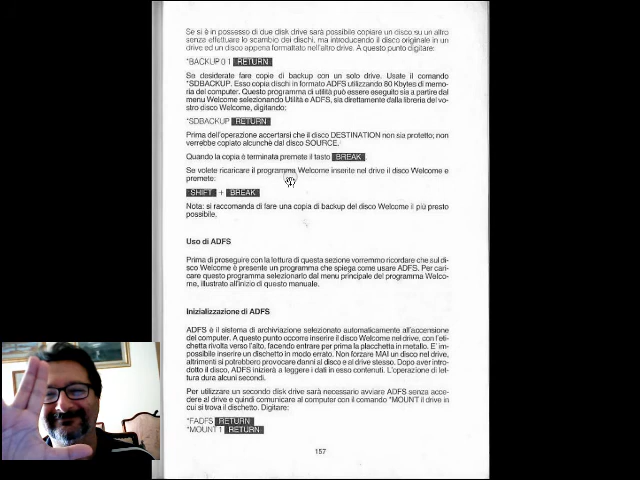 Se si è in possesso di due disk drive sarà possibile copiare un disco su un altro
senza effettuare lo scambio dei dischi, ma introducendo il disco originale in un
drive ed un disco appena formattato nell'altro drive. A questo punto digitare:
*BACKUP 0 1 RETURN
Se desiderate fare copie di backup con un solo drive. Usate il comando
*SDBACKUP. Esso copia dischi in formato ADFS utilizzando 80 Kbytes di memo-
ria del computer. Questo programma di utilità può essere eseguito sia a partire dal
menu Welcome selezionando Utilità e ADFS, sia direttamente dalla libreria del vo-
stro disco Welcome, digitando:
*SDBACKUP RETURN
Prima dell'operazione accertarsi che il disco DESTINATION non sia protetto; non
verrebbe copiato alcunché dal disco SOURCE.
Quando la copia è terminata premete il tasto BREAK.
Se volete ricaricare il programma Welcome inserite nel drive il disco Welcome e
premete:
SHIFT + BREAK
Nota: si raccomanda di fare una copia di backup del disco Welcome il più presto
possibile.
Uso di ADFS
Prima di proseguire con la lettura di questa sezione vorremmo ricordare che sul di-
sco Welcome è presente un programma che spiega come usare ADFS. Per cari-
care questo programma selezionarlo dal menu principale del programma Welco-
me, illustrato all'inizio di questo manuale.
Inizializzazione di ADFS
ADFS è il sistema di archiviazione selezionato automaticamente all'accensione
del computer. A questo punto occorre inserire il disco Welcome nel drive, con l'eti-
chetta rivolta verso l'alto, facendo entrare per prima la placchetta in metallo. E' im-
possibile inserire un dischetto in modo errato. Non forzare MAI un disco nel drive,
altrimenti si potrebbero provocare danni al disco e al drive stesso. Dopo aver intro-
dotto il disco, ADFS inizierà a leggere i dati in esso contenuti. L'operazione di let-
tura dura alcuni secondi.
Per utilizzare un secondo disk drive sarà necessario avviare ADFS senza acce-
dere al drive e quindi comunicare al computer con il comando *MOUNT il drive in
cui si trova il dischetto. Digitare:
*FADFS RETURN
*MOUNT 1 RETURN
157